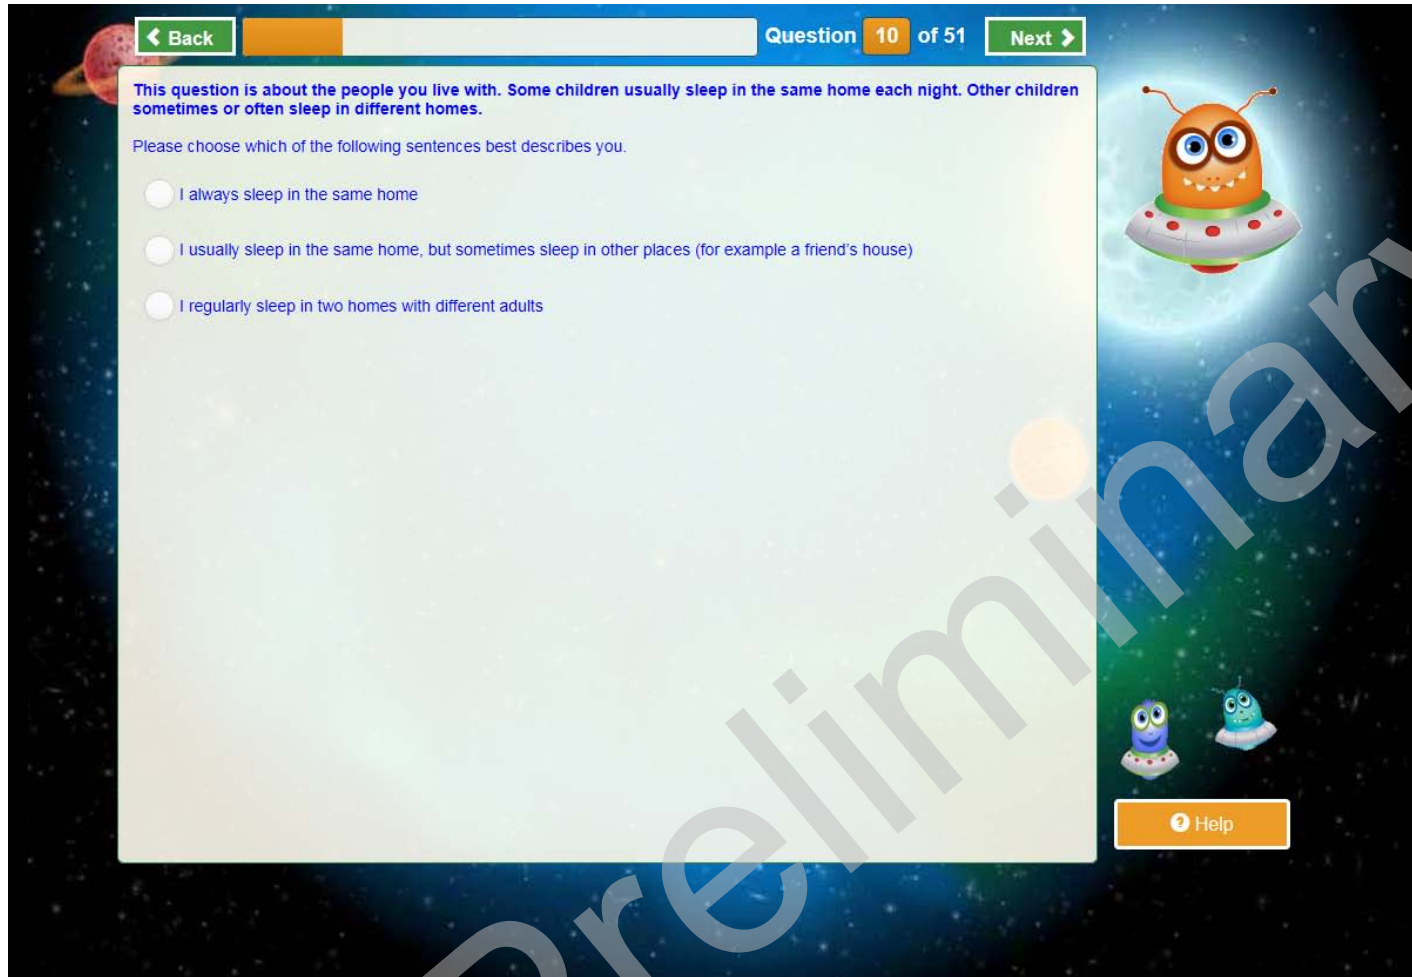 Back
Question 10 of 51
Next
This question is about the people you live with. Some children usually sleep in the same home each night. Other children
sometimes or often sleep in different homes.
Please choose which of the following sentences best describes you.
I always sleep in the same home
I usually sleep in the same home, but sometimes sleep in other places (for example a friend’s house)
I regularly sleep in two homes with different adults
? Help
Preliminary